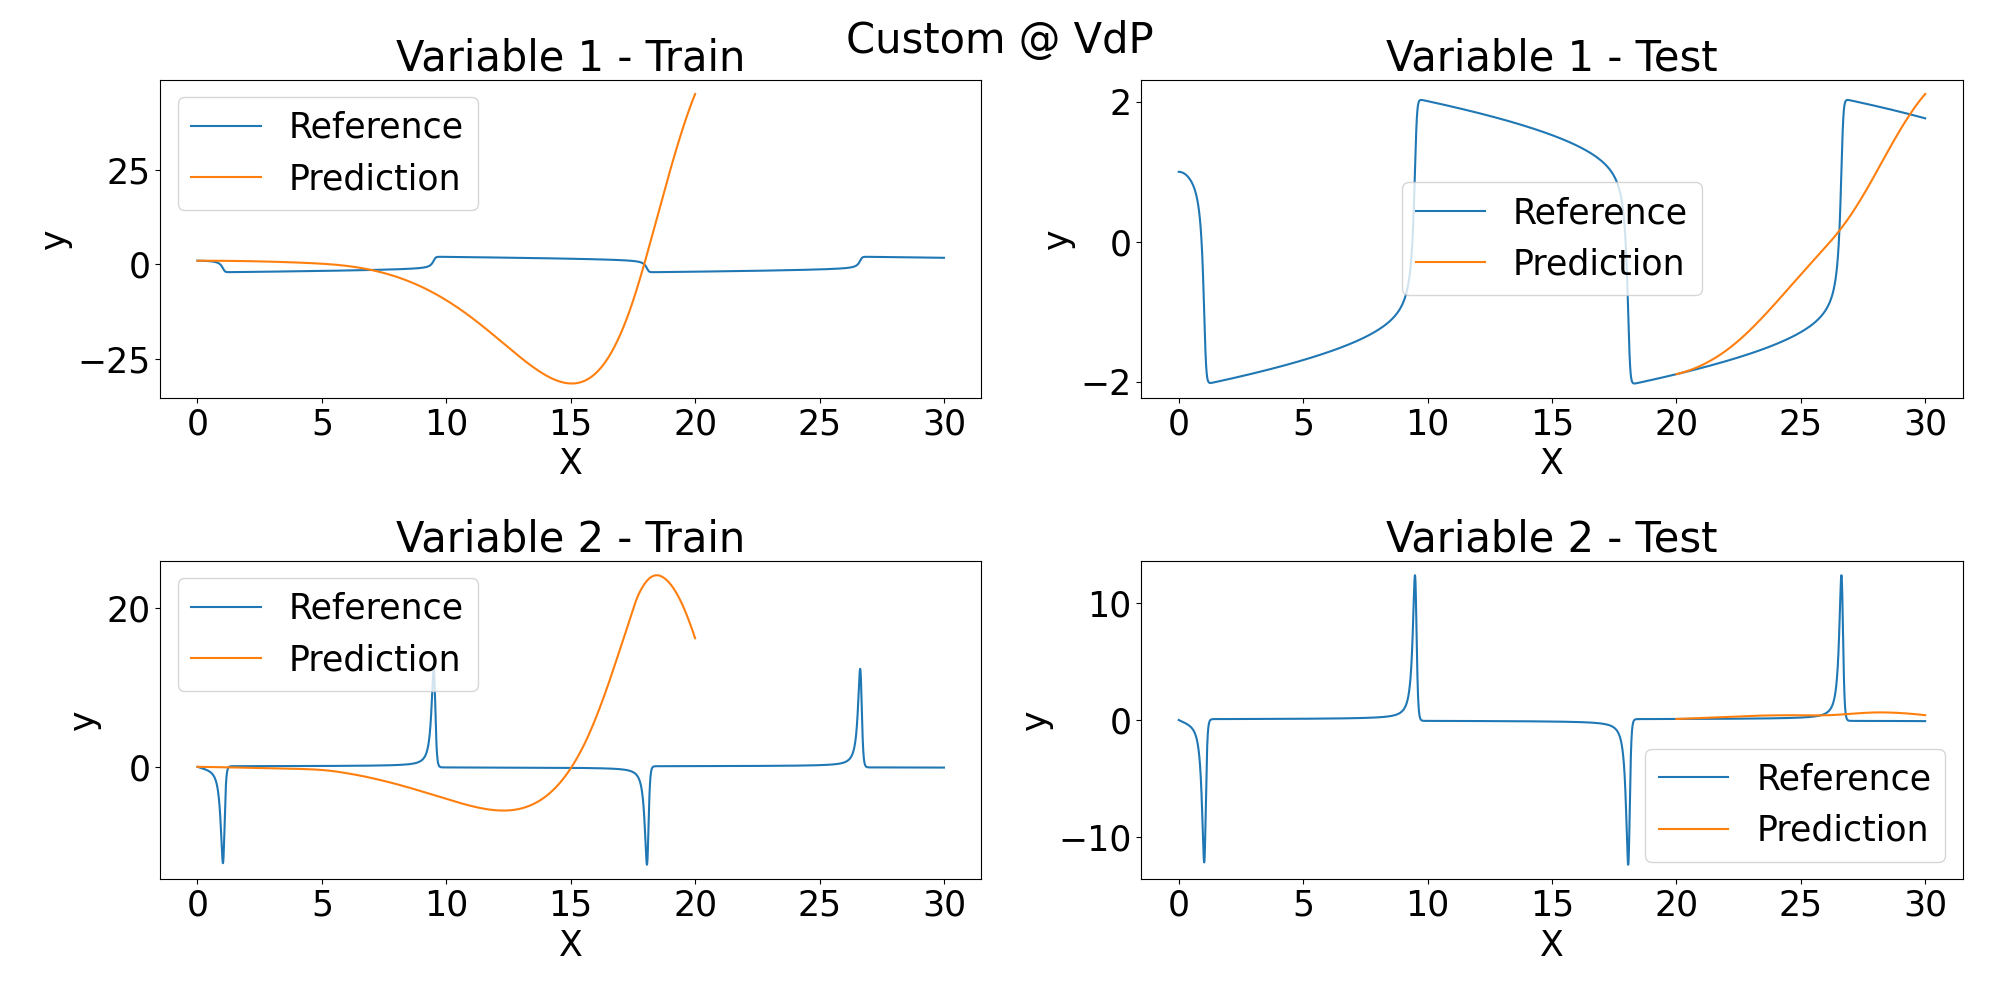 Custom @ VdP
Variable 1 - Train
Reference
Prediction
25
0
−25
y
0 5 10 15 20 25 30
X
Variable 1 - Test
Reference
Prediction
2
0
−2
y
0 5 10 15 20 25 30
X
Variable 2 - Train
Reference
Prediction
20
0
y
0 5 10 15 20 25 30
X
Variable 2 - Test
10
0
−10
y
Reference
Prediction
0 5 10 15 20 25 30
X